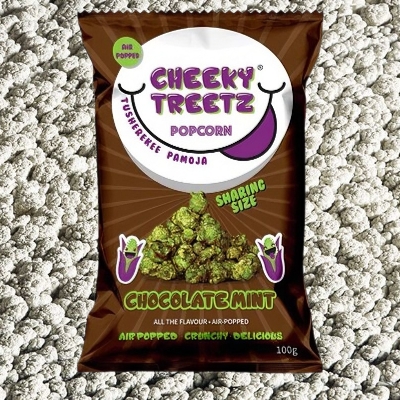 AIR
POPPED
CHEEKY®
TREETZ
POPCORN
TUSHEREKEE PAMOJA
SHARING
SIZE
CHOCOLATE MINT
ALL THE FLAVOUR • AIR-POPPED
AIR POPPED CRUNCHY DELICIOUS
100g